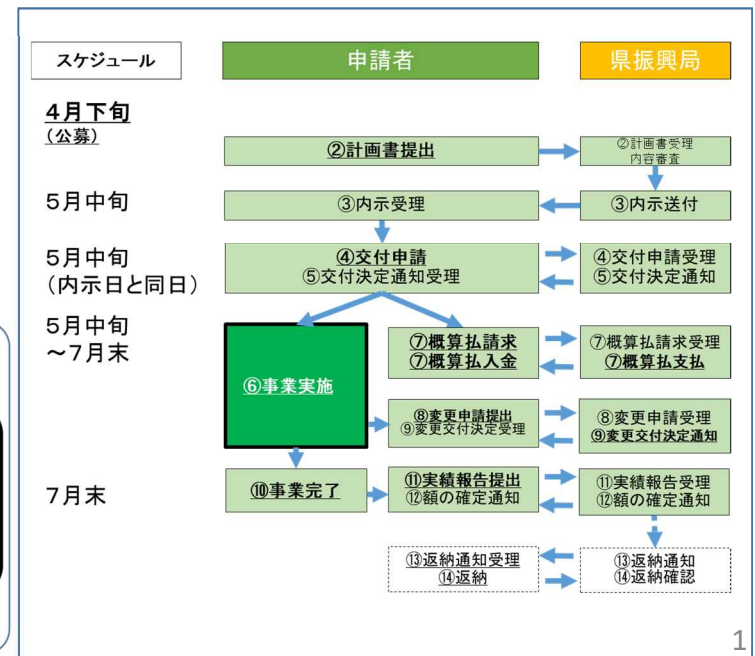 スケジュール
申請者
県振興局
4月下旬
(公募)
②計画書提出
②計画書受理
内容審査
5月中旬
③内示受理
③内示送付
5月中旬
(内示日と同日)
④交付申請
⑤交付決定通知受理
④交付申請受理
⑤交付決定通知
5月中旬
~7月末
⑥事業実施
⑦概算払請求
⑦概算払入金
⑦概算払請求受理
⑦概算払支払
⑧変更申請提出
⑨変更交付決定受理
⑧変更申請受理
⑨変更交付決定通知
7月末
⑩事業完了
⑪実績報告提出
⑫額の確定通知
⑪実績報告受理
⑫額の確定通知
⑬返納通知受理
⑭返納
⑬返納通知
⑭返納確認
1